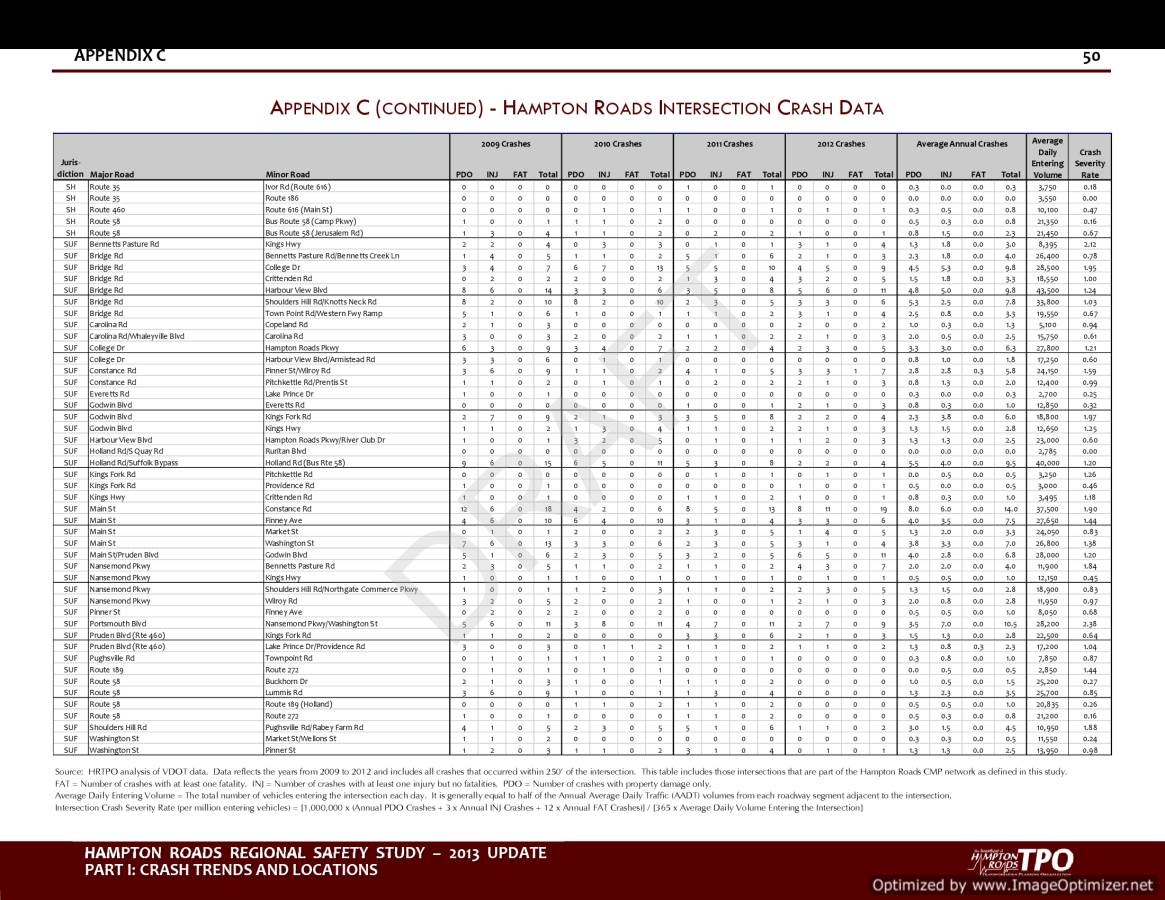 APPENDIX C 50
APPENDIX C (CONTINUED) - HAMPTON ROADS INTERSECTION CRASH DATA
2009 Crashes 2010 Crashes 2011 Crashes 2012 Crashes Average Annual Crashes Average Daily Entering Volume Crash Severity Rate
Juris-diction Major Road Minor Road PDO INJ FAT Total PDO INJ FAT Total PDO INJ FAT Total PDO INJ FAT Total PDO INJ FAT Total
SH Route 35 Ivor Rd (Route 616) 0 0 0 0 0 0 0 0 1 0 0 1 0 0 0 0 0.3 0.0 0.0 0.3 3,750 0.18
SH Route 35 Route 186 0 0 0 0 0 0 0 0 0 0 0 0 0 0 0 0 0.0 0.0 0.0 0.0 3,550 0.00
SH Route 460 Route 616 (Main St) 0 0 0 0 0 1 0 1 1 0 0 1 0 1 0 1 0.3 0.5 0.0 0.8 10,100 0.47
SH Route 58 Bus Route 58 (Camp Pkwy) 1 0 0 1 1 1 0 2 0 0 0 0 0 0 0 0 0.5 0.3 0.0 0.8 21,350 0.16
SH Route 58 Bus Route 58 (Jerusalem Rd) 1 3 0 4 1 1 0 2 0 2 0 2 1 0 0 1 0.8 1.5 0.0 2.3 21,450 0.67
SUF Bennetts Pasture Rd Kings Hwy 2 2 0 4 0 3 0 3 0 1 0 1 3 1 0 4 1.3 1.8 0.0 3.0 8,395 2.12
SUF Bridge Rd Bennetts Pasture Rd/Bennetts Creek Ln 1 4 0 5 1 1 0 2 5 1 0 6 2 1 0 3 2.3 1.8 0.0 4.0 26,400 0.78
SUF Bridge Rd College Dr 3 4 0 7 6 7 0 13 5 5 0 10 4 5 0 9 4.5 5.3 0.0 9.8 28,500 1.95
SUF Bridge Rd Crittenden Rd 0 2 0 2 2 0 0 2 1 3 0 4 3 2 0 5 1.5 1.8 0.0 3.3 18,550 1.00
SUF Bridge Rd Harbour View Blvd 8 6 0 14 3 3 0 6 3 5 0 8 5 6 0 11 4.8 5.0 0.0 9.8 43,500 1.24
SUF Bridge Rd Shoulders Hill Rd/Knotts Neck Rd 8 2 0 10 8 2 0 10 2 3 0 5 3 3 0 6 5.3 2.5 0.0 7.8 33,800 1.03
SUF Bridge Rd Town Point Rd/Western Fwy Ramp 5 1 0 6 1 0 0 1 1 1 0 2 3 1 0 4 2.5 0.8 0.0 3.3 19,550 0.67
SUF Carolina Rd Copeland Rd 2 1 0 3 0 0 0 0 0 0 0 0 2 0 0 2 1.0 0.3 0.0 1.3 5,100 0.94
SUF Carolina Rd/Whaleyville Blvd Carolina Rd 3 0 0 3 2 0 0 2 1 1 0 2 2 1 0 3 2.0 0.5 0.0 2.5 15,750 0.61
SUF College Dr Hampton Roads Pkwy 6 3 0 9 3 4 0 7 2 2 0 4 2 3 0 5 3.3 3.0 0.0 6.3 27,800 1.21
SUF College Dr Harbour View Blvd/Armistead Rd 3 3 0 6 0 1 0 1 0 0 0 0 0 0 0 0 0.8 1.0 0.0 1.8 17,250 0.60
SUF Constance Rd Pinner St/Wilroy Rd 3 6 0 9 1 1 0 2 4 1 0 5 3 3 1 7 2.8 2.8 0.3 5.8 24,150 1.59
SUF Constance Rd Pitchkettle Rd/Prentis St 1 1 0 2 0 1 0 1 0 2 0 2 2 1 0 3 0.8 1.3 0.0 2.0 12,400 0.99
SUF Everetts Rd Lake Prince Dr 1 0 0 1 0 0 0 0 0 0 0 0 0 0 0 0 0.3 0.0 0.0 0.3 2,700 0.25
SUF Godwin Blvd Everetts Rd 0 0 0 0 0 0 0 0 1 0 0 1 2 1 0 3 0.8 0.3 0.0 1.0 12,850 0.32
SUF Godwin Blvd Kings Fork Rd 2 7 0 9 2 1 0 3 3 5 0 8 2 2 0 4 2.3 3.8 0.0 6.0 18,800 1.97
SUF Godwin Blvd Kings Hwy 1 1 0 2 1 3 0 4 1 1 0 2 2 1 0 3 1.3 1.5 0.0 2.8 12,650 1.25
SUF Harbour View Blvd Hampton Roads Pkwy/River Club Dr 1 0 0 1 3 2 0 5 0 1 0 1 1 2 0 3 1.3 1.3 0.0 2.5 23,000 0.60
SUF Holland Rd/S Quay Rd Ruritan Blvd 0 0 0 0 0 0 0 0 0 0 0 0 0 0 0 0 0.0 0.0 0.0 0.0 2,785 0.00
SUF Holland Rd/Suffolk Bypass Holland Rd (Bus Rte 58) 9 6 0 15 6 5 0 11 5 3 0 8 2 2 0 4 5.5 4.0 0.0 9.5 40,000 1.20
SUF Kings Fork Rd Pitchkettle Rd 0 0 0 0 0 0 0 0 0 1 0 1 0 1 0 1 0.0 0.5 0.0 0.5 3,250 1.26
SUF Kings Fork Rd Providence Rd 1 0 0 1 0 0 0 0 1 0 0 1 0 0 0 0 0.5 0.0 0.0 0.5 3,000 0.46
SUF Kings Hwy Crittenden Rd 1 0 0 1 0 0 0 0 1 1 0 2 1 0 0 1 0.8 0.3 0.0 1.0 3,495 1.18
SUF Main St Constance Rd 12 6 0 18 4 2 0 6 8 5 0 13 8 11 0 19 8.0 6.0 0.0 14.0 37,500 1.90
SUF Main St Finney Ave 4 6 0 10 6 4 0 10 3 1 0 4 3 3 0 6 4.0 3.5 0.0 7.5 27,650 1.44
SUF Main St Market St 0 1 0 1 2 0 0 2 2 3 0 5 1 4 0 5 1.3 2.0 0.0 3.3 24,050 0.83
SUF Main St Washington St 7 6 0 13 3 3 0 6 2 3 0 5 3 1 0 4 3.8 3.3 0.0 7.0 26,800 1.38
SUF Main St/Pruden Blvd Godwin Blvd 5 1 0 6 2 3 0 5 3 2 0 5 6 5 0 11 4.0 2.8 0.0 6.8 28,000 1.20
SUF Nansemond Pkwy Bennetts Pasture Rd 2 3 0 5 1 1 0 2 1 1 0 2 4 3 0 7 2.0 2.0 0.0 4.0 11,900 1.84
SUF Nansemond Pkwy Kings Hwy 1 0 0 1 1 1 0 2 0 0 0 0 0 1 0 1 0.5 0.5 0.0 1.0 12,150 0.45
SUF Nansemond Pkwy Shoulders Hill Rd/Northgate Commerce Pkwy 1 0 0 1 1 2 0 3 1 1 0 2 2 3 0 5 1.3 1.5 0.0 2.8 18,900 0.83
SUF Nansemond Pkwy Wilroy Rd 3 2 0 5 2 0 0 2 1 0 0 1 2 1 0 3 2.0 0.8 0.0 2.8 11,950 0.97
SUF Pinner St Finney Ave 0 2 0 2 2 0 0 2 0 0 0 0 0 0 0 0 0.5 0.5 0.0 1.0 8,050 0.68
SUF Portsmouth Blvd Nansemond Pkwy/Washington St 5 6 0 11 3 8 0 11 4 7 0 11 2 7 0 9 3.5 7.0 0.0 10.5 28,200 2.38
SUF Pruden Blvd (Rte 460) Kings Fork Rd 1 1 0 2 0 0 0 0 3 3 0 6 2 1 0 3 1.5 1.3 0.0 2.8 22,500 0.64
SUF Pruden Blvd (Rte 460) Lake Prince Dr/Providence Rd 3 0 0 3 0 1 1 2 1 1 0 2 1 1 0 2 1.3 0.8 0.3 2.3 17,200 1.04
SUF Pughsville Rd Townpoint Rd 0 1 0 1 1 1 0 2 0 1 0 1 0 0 0 0 0.3 0.8 0.0 1.0 7,850 0.87
SUF Route 189 Route 272 0 1 0 1 0 1 0 1 0 0 0 0 0 0 0 0 0.0 0.5 0.0 0.5 2,850 1.44
SUF Route 58 Buckhorn Dr 2 1 0 3 1 0 0 1 0 1 0 1 1 0 0 1 1.0 0.5 0.0 1.5 25,200 0.27
SUF Route 58 Lummis Rd 3 6 0 9 1 0 0 1 1 3 0 4 0 0 0 0 1.3 2.3 0.0 3.5 25,700 0.85
SUF Route 58 Route 189 (Holland) 0 0 0 0 1 1 0 2 1 1 0 2 0 0 0 0 0.5 0.5 0.0 1.0 20,835 0.26
SUF Route 58 Route 272 1 0 0 1 0 0 0 0 1 1 0 2 0 0 0 0 0.5 0.3 0.0 0.8 21,200 0.16
SUF Shoulders Hill Rd Pughsville Rd/Rabey Farm Rd 4 1 0 5 2 3 0 5 5 1 0 6 1 1 0 2 3.0 1.5 0.0 4.5 10,950 1.88
SUF Washington St Market St/Wellons St 1 1 0 2 0 0 0 0 0 0 0 0 0 0 0 0 0.3 0.3 0.0 0.5 11,550 0.24
SUF Washington St Pinner St 1 2 0 3 1 1 0 2 3 1 0 4 0 1 0 1 1.3 1.3 0.0 2.5 13,950 0.98
DRAFT
Source: HRTPO analysis of VDOT data. Data reflects the years from 2009 to 2012 and includes all crashes that occurred within 250' of the intersection. This table includes those intersections that are part of the Hampton Roads CMP network as defined in this study.
FAT = Number of crashes with at least one fatality. INJ = Number of crashes with at least one injury but no fatalities. PDO = Number of crashes with property damage only.
Average Daily Entering Volume = The total number of vehicles entering the intersection each day. It is generally equal to half of the Annual Average Daily Traffic (AADT) volumes from each roadway segment adjacent to the intersection.
Intersection Crash Severity Rate (per million entering vehicles) = [1,000,000 x (Annual PDO Crashes + 3 x Annual INJ Crashes + 12 x Annual FAT Crashes)] / [365 x Average Daily Volume Entering the Intersection]
HAMPTON ROADS REGIONAL SAFETY STUDY – 2013 UPDATE
PART I: CRASH TRENDS AND LOCATIONS
HAMPTON ROADS TPO
Optimized by www.ImageOptimizer.net